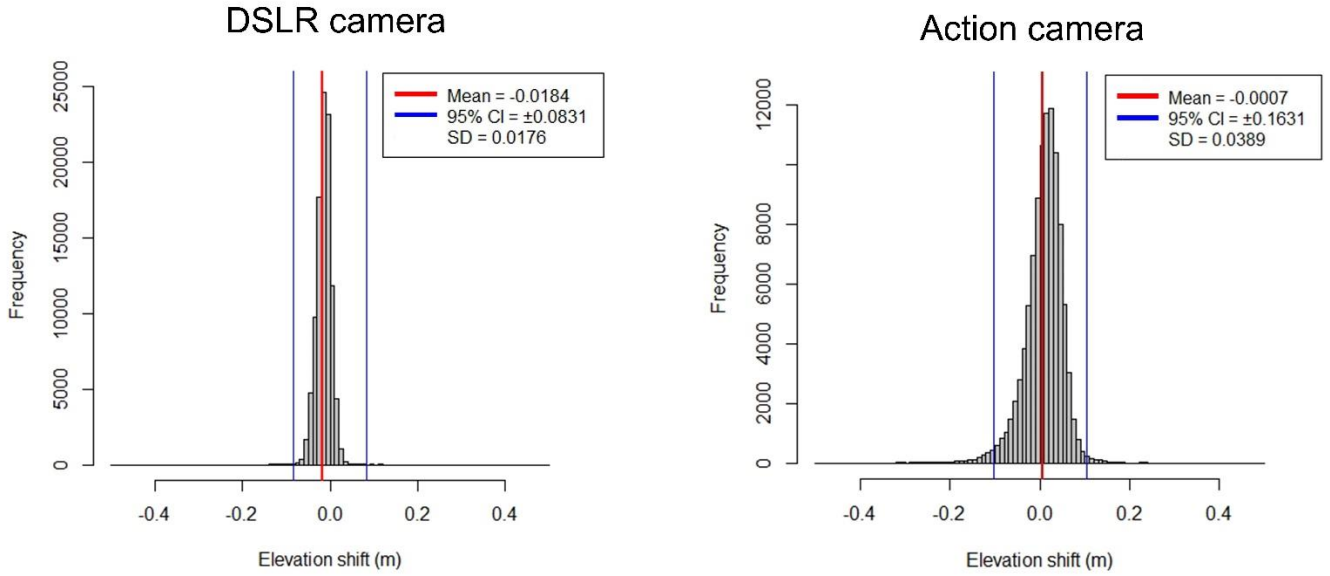 DSLR camera
Frequency
25000
20000
15000
10000
5000
0
Mean = -0.0184
95% CI = ±0.0831
SD = 0.0176
-0.4
-0.2
0.0
0.2
0.4
Elevation shift (m)
Action camera
Frequency
12000
8000
6000
4000
2000
0
Mean = -0.0007
95% CI = ±0.1631
SD = 0.0389
-0.4
-0.2
0.0
0.2
0.4
Elevation shift (m)